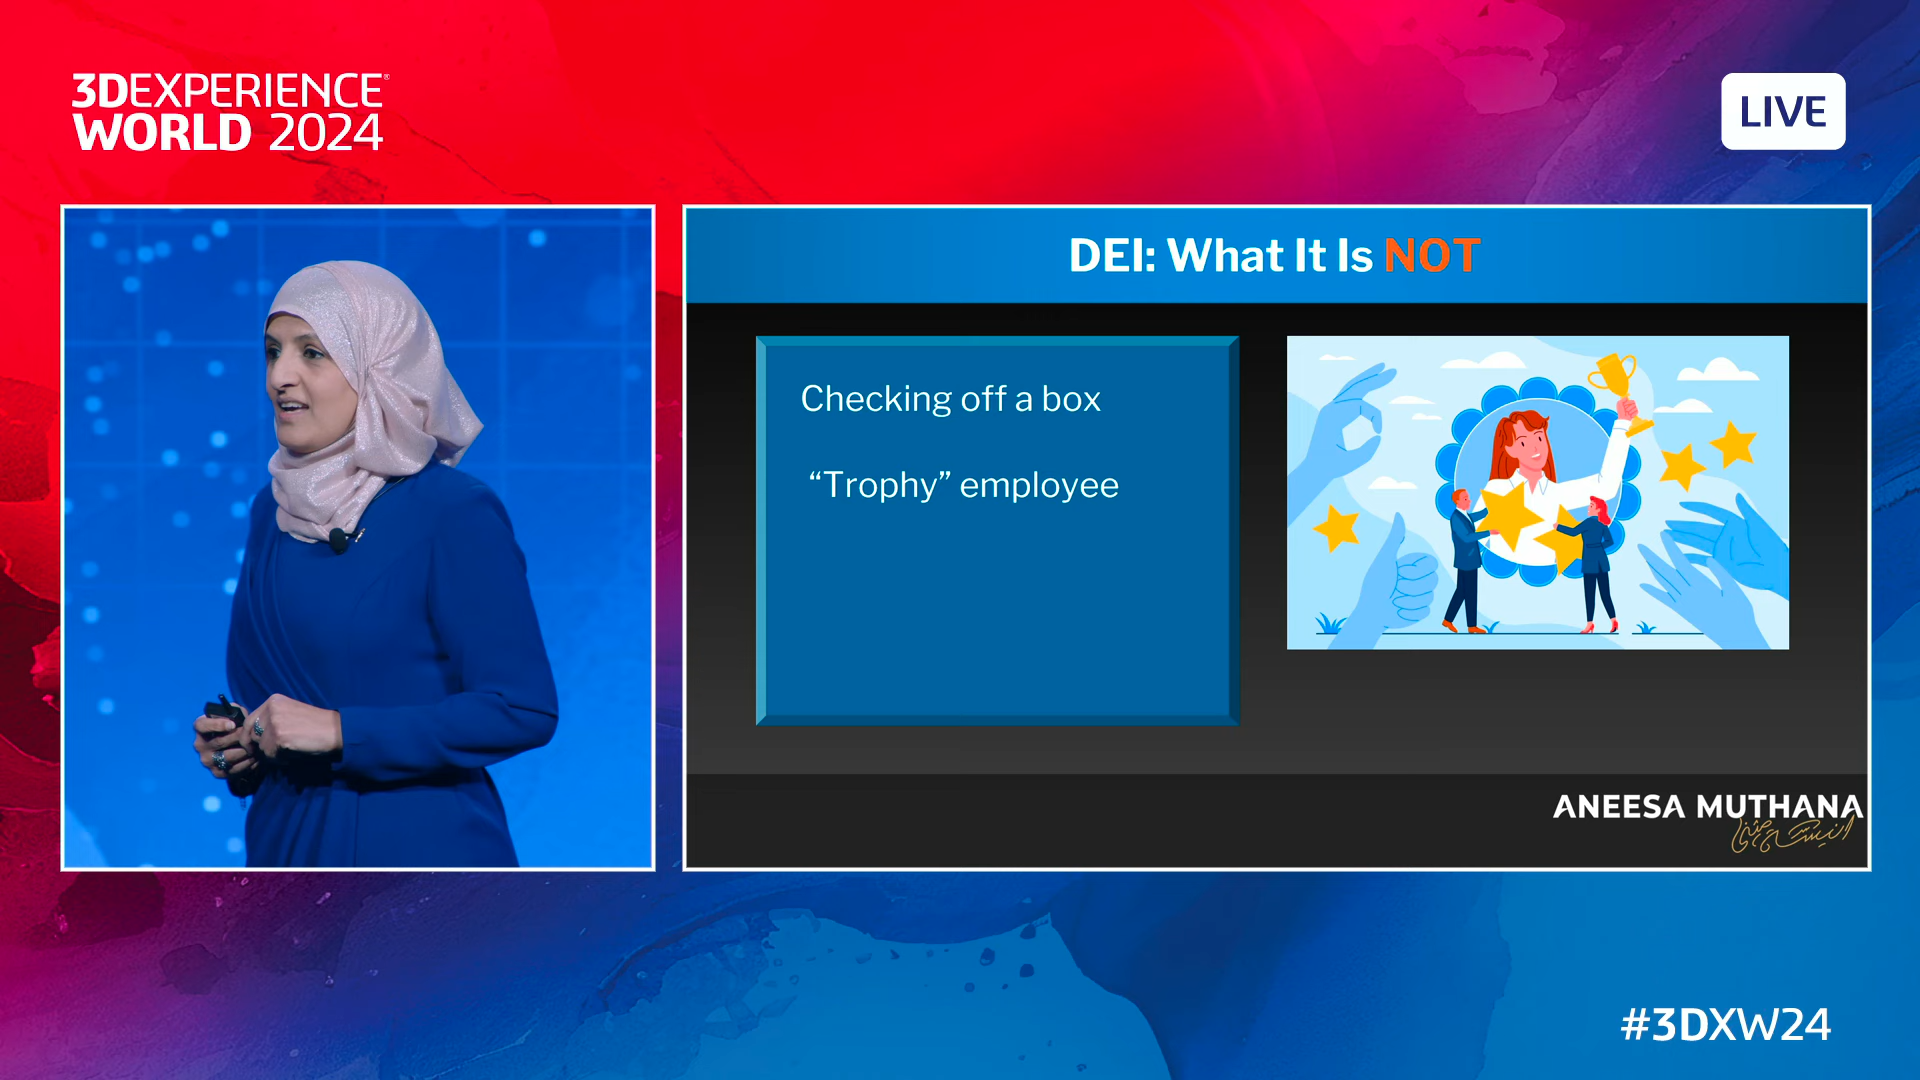 3DEXPERIENCE®
WORLD 2024
LIVE
DEI: What It Is NOT
Checking off a box
“Trophy” employee
ANEESA MUTHANA
#3DXW24